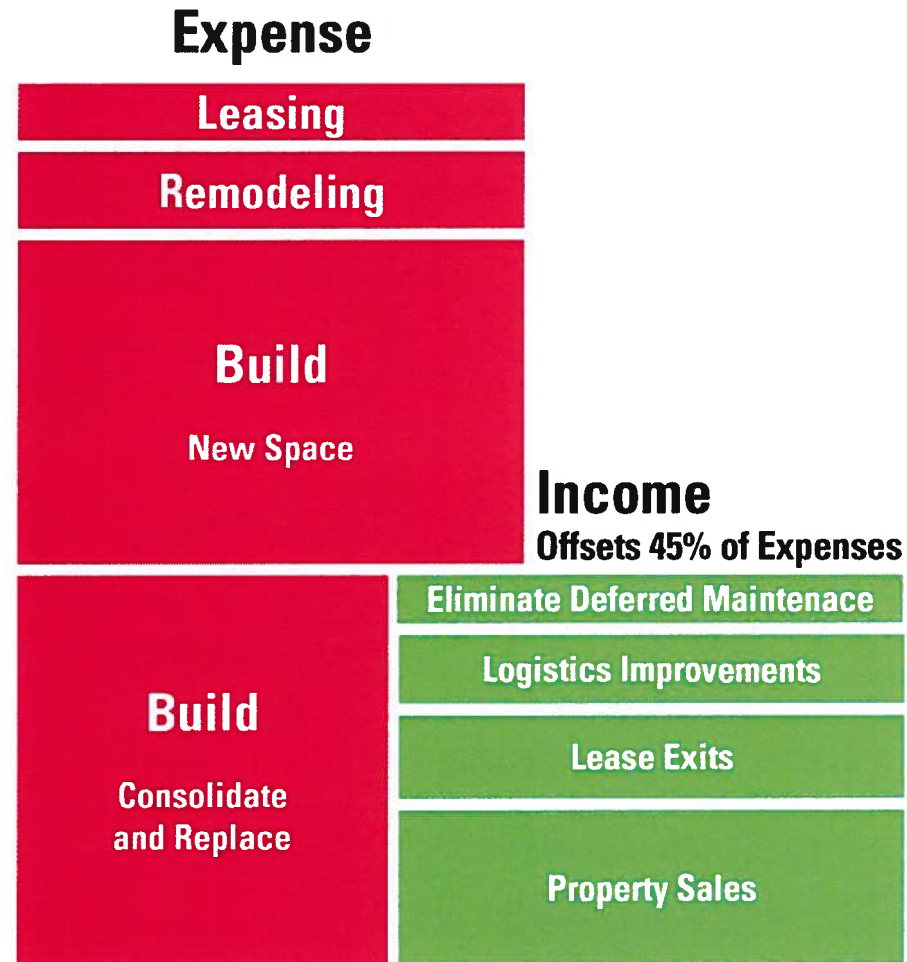 Expense
Leasing
Remodeling
Build
New Space
Income
Offsets 45% of Expenses
Eliminate Deferred Maintenace
Logistics Improvements
Lease Exits
Property Sales
Build
Consolidate
and Replace